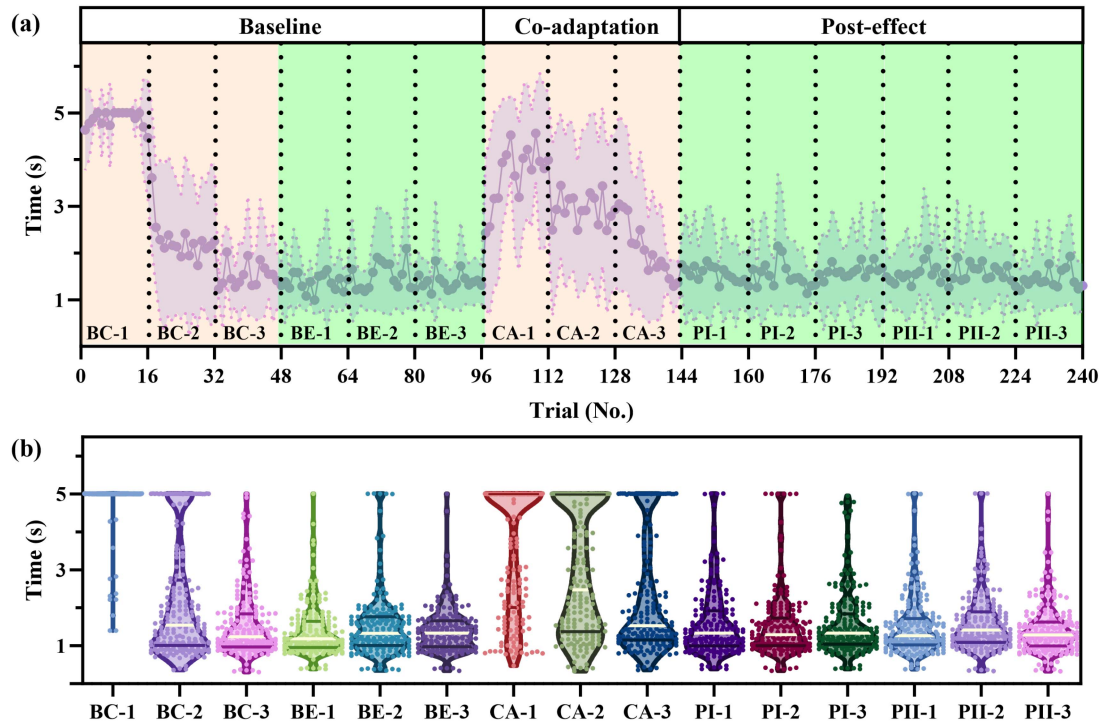 (a)
Baseline Co-adaptation Post-effect
Time (s)
5
3
1
BC-1 BC-2 BC-3 BE-1 BE-2 BE-3 CA-1 CA-2 CA-3 PI-1 PI-2 PI-3 PII-1 PII-2 PII-3
0 16 32 48 64 80 96 112 128 144 160 176 192 208 224 240
Trial (No.)
(b)
Time (s)
5
3
1
BC-1 BC-2 BC-3 BE-1 BE-2 BE-3 CA-1 CA-2 CA-3 PI-1 PI-2 PI-3 PII-1 PII-2 PII-3